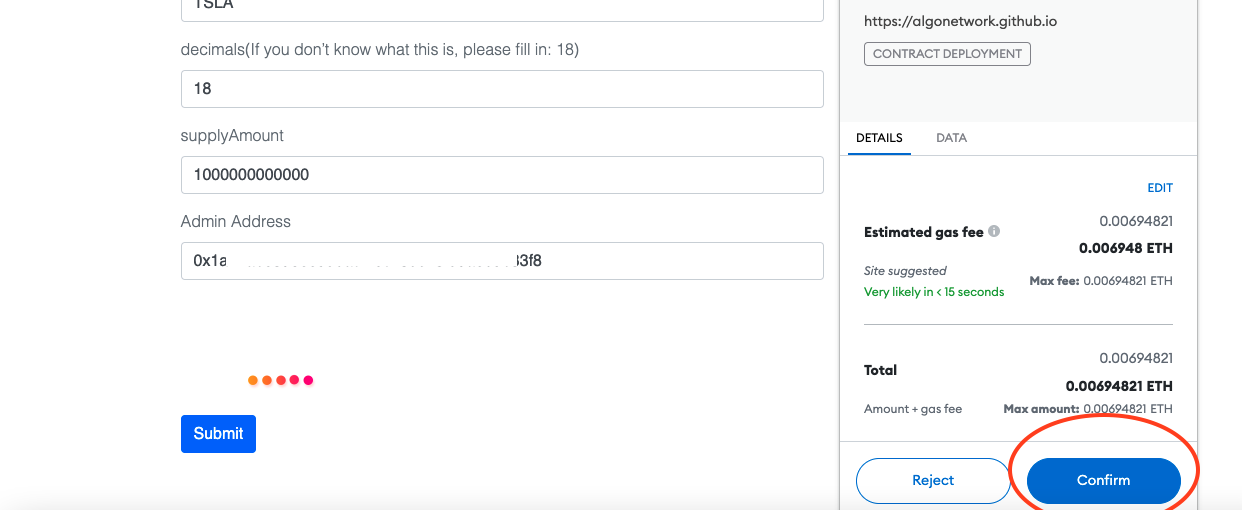 TSLA
decimals(If you don't know what this is, please fill in: 18)
18
supplyAmount
1000000000000
Admin Address
0x1a
33f8
Submit
https://algonetwork.github.io
CONTRACT DEPLOYMENT
DETAILS DATA
EDIT
0.00694821
Estimated gas fee
0.006948 ETH
Site suggested
Max fee: 0.00694821 ETH
Very likely in < 15 seconds
0.00694821
Total
0.00694821 ETH
Amount + gas fee
Max amount: 0.00694821 ETH
Reject
Confirm